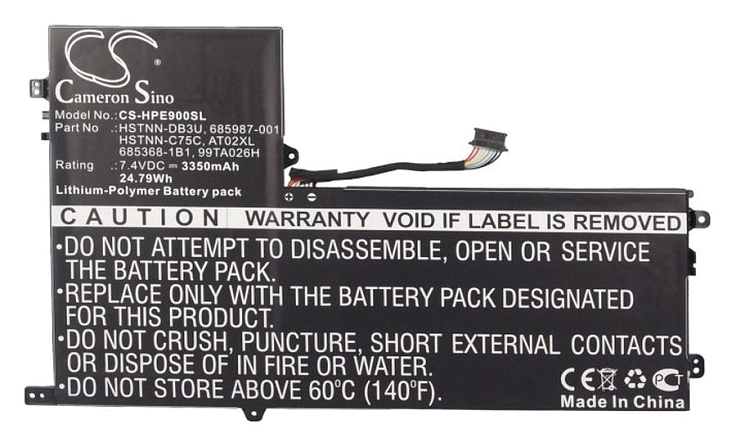 CS
Cameron Sino
Model No.: CS-HPE900SL
Part No : HSTNN-DB3U, 685987-001
HSTNN-C75C, AT02XL
685368-1B1, 99TA026H
Rating : 7.4VDC 3350mAh
24.79Wh
Lithium-Polymer Battery pack
+ -
CAUTION WARRANTY VOID IF LABEL IS REMOVED
•DO NOT ATTEMPT TO DISASSEMBLE, OPEN OR SERVICE
THE BATTERY PACK.
•REPLACE ONLY WITH THE BATTERY PACK DESIGNATED
FOR THIS PRODUCT.
•DO NOT CRUSH, PUNCTURE, SHORT EXTERNAL CONTACTS
OR DISPOSE OF IN FIRE OR WATER.
•DO NOT STORE ABOVE 60°C (140°F).
CE PCT
Made In China